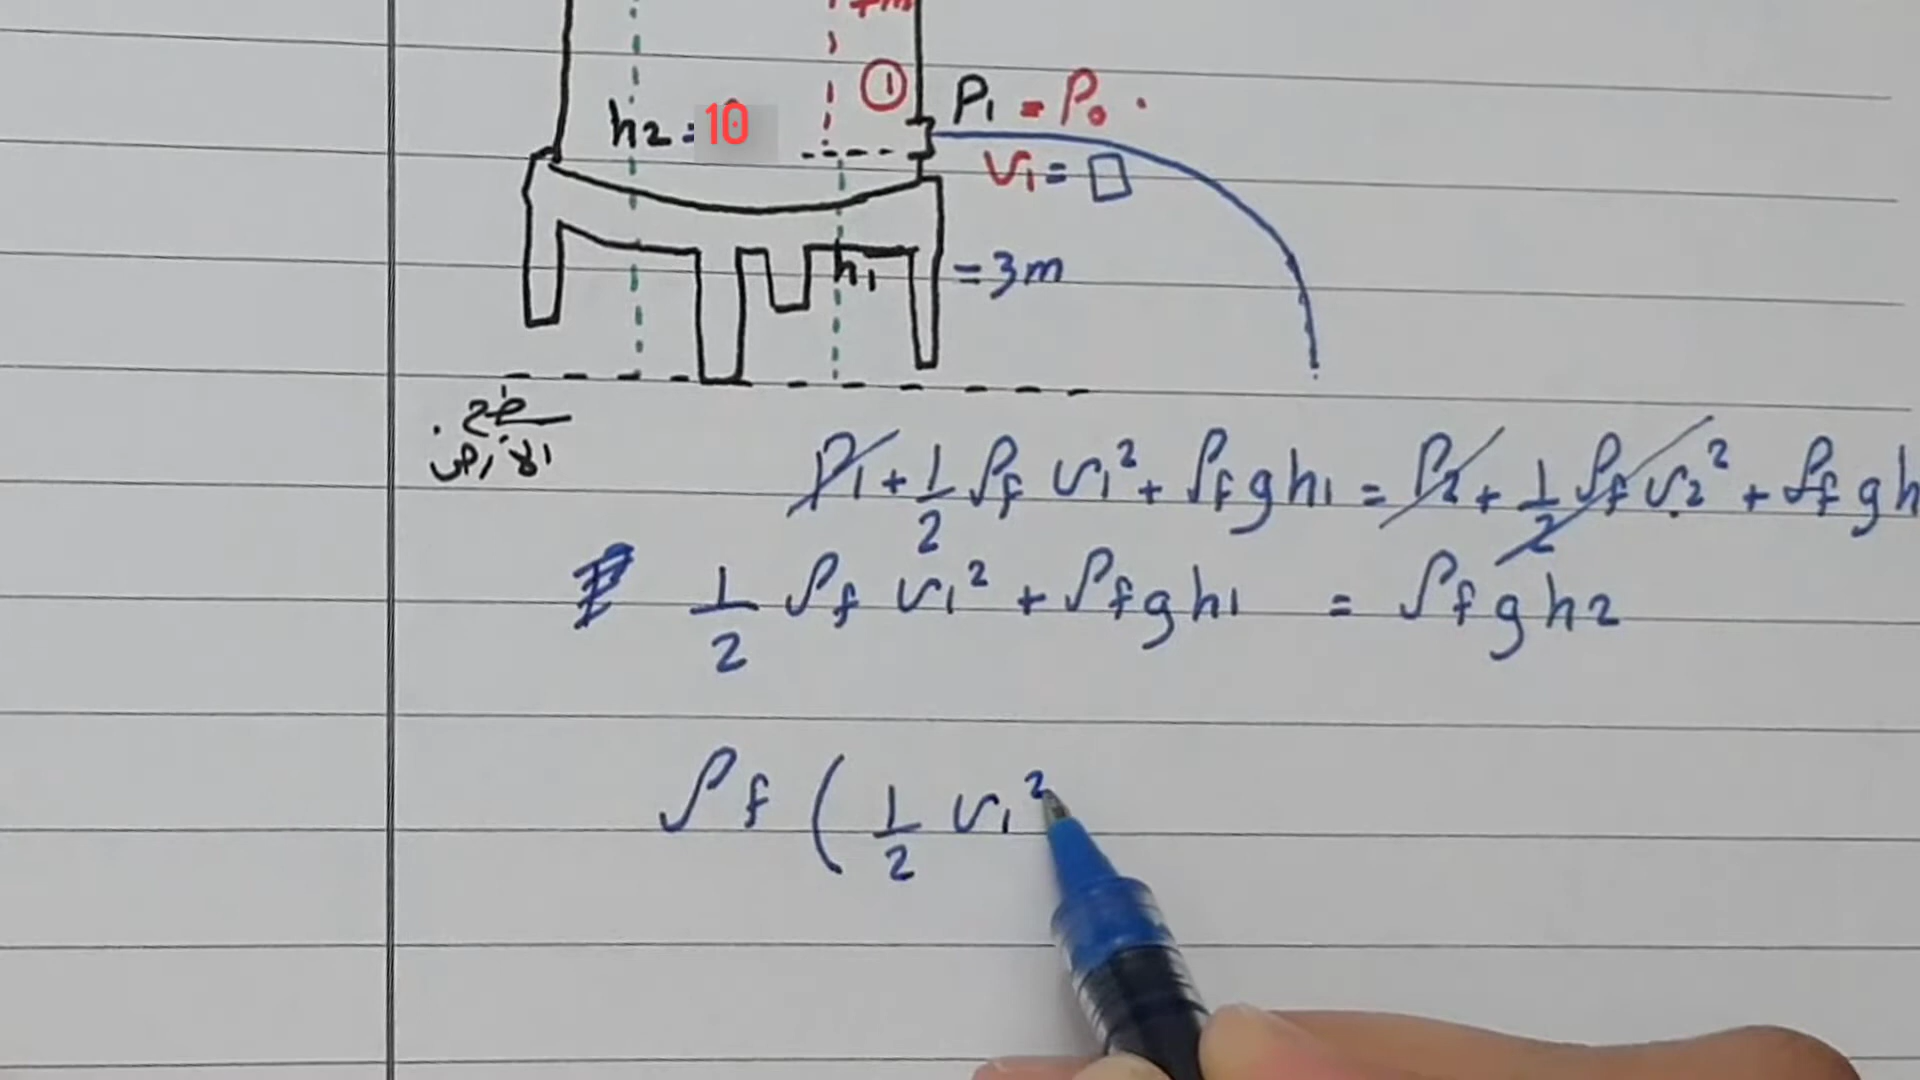 h2 = 10
①
P1 = P0
v1 = □
h1 = 3m
سطح
الأرض
P1 + 1/2 ρf v1² + ρf g h1 = P2 + 1/2 ρf v2² + ρf g h
1/2 ρf v1² + ρf g h1 = ρf g h2
ρf ( 1/2 v1²